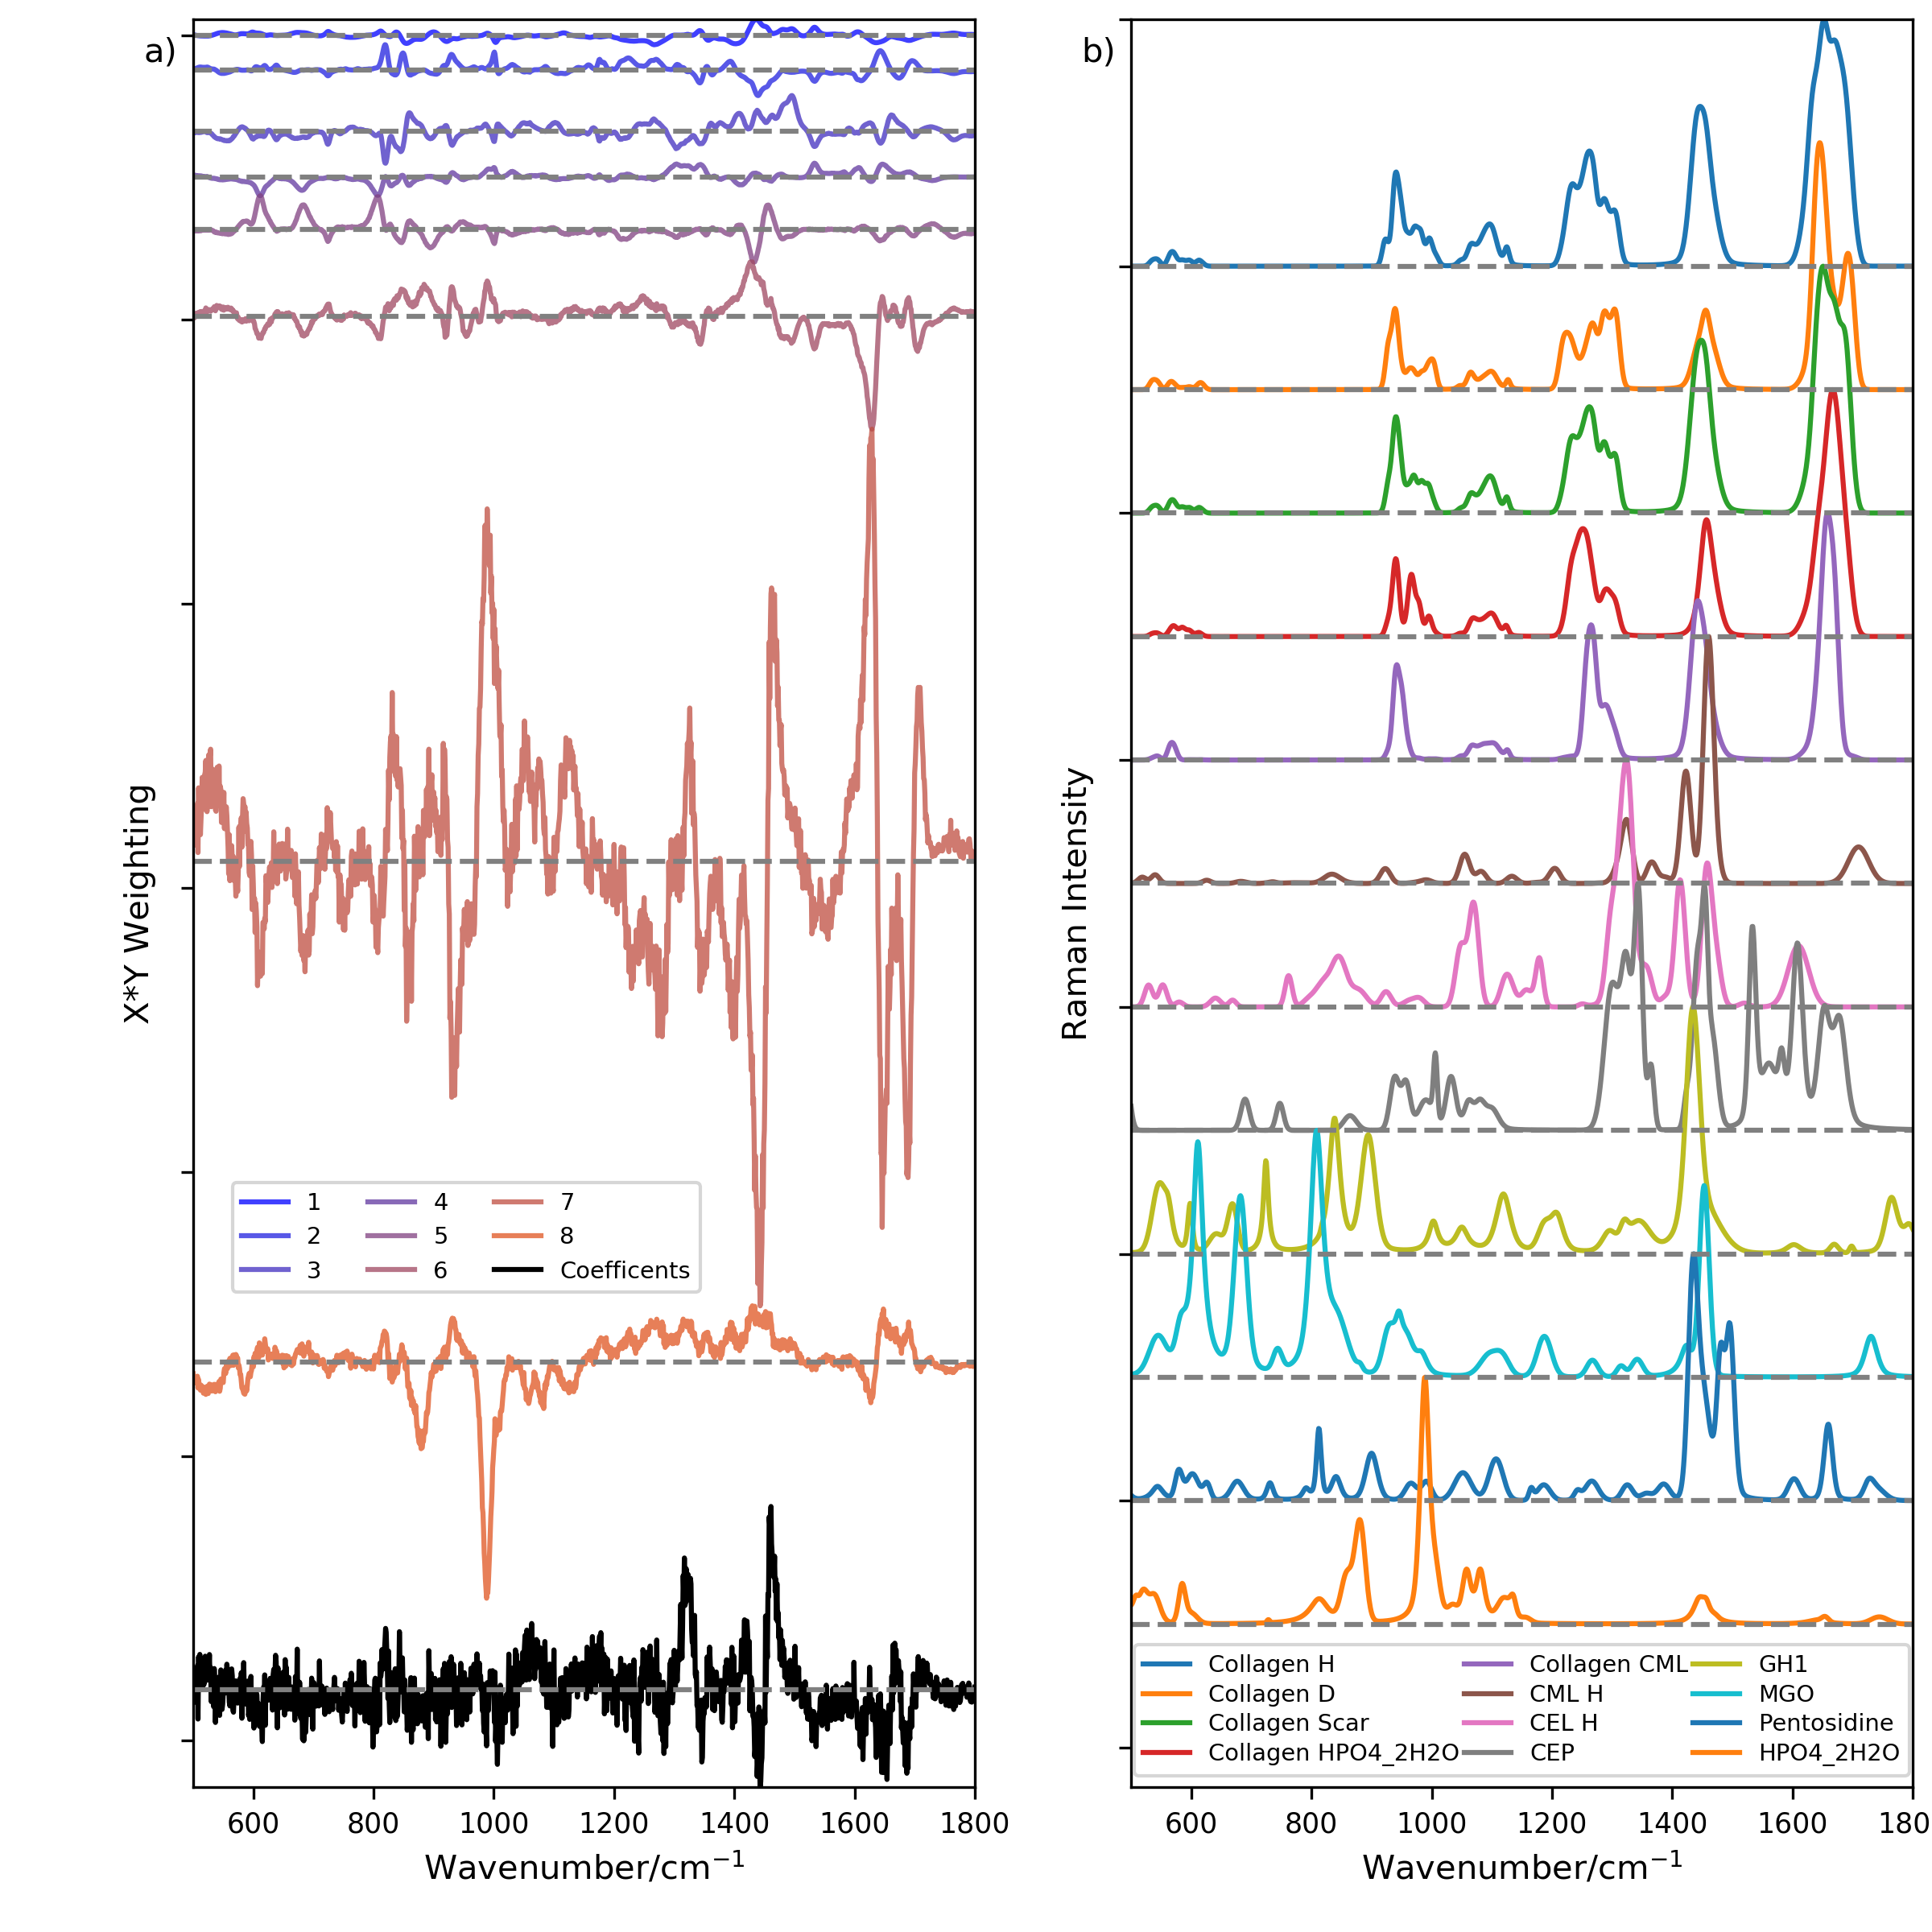 a)
X*Y Weighting
1
2
3
4
5
6
7
8
Coefficents
600 800 1000 1200 1400 1600 1800
Wavenumber/cm⁻¹
b)
Raman Intensity
Collagen H
Collagen D
Collagen Scar
Collagen HPO4_2H2O
Collagen CML
CML H
CEL H
CEP
GH1
MGO
Pentosidine
HPO4_2H2O
600 800 1000 1200 1400 1600 180
Wavenumber/cm⁻¹